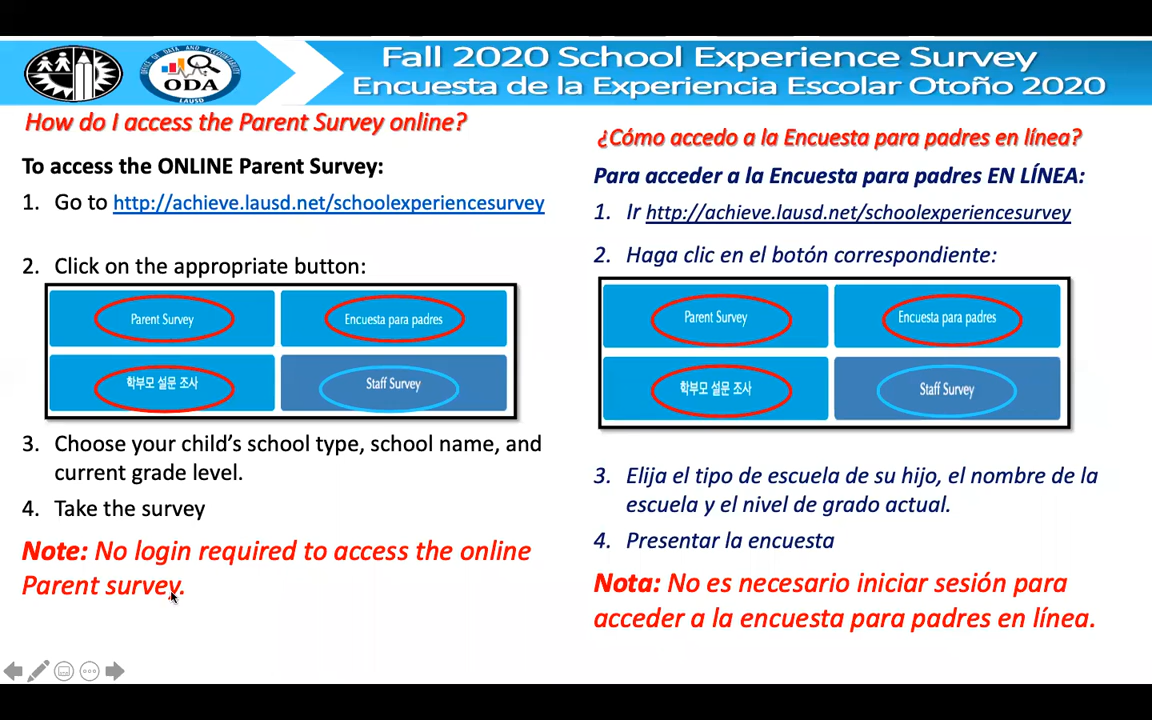 Fall 2020 School Experience Survey
Encuesta de la Experiencia Escolar Otoño 2020
ODA
LAUSD
How do I access the Parent Survey online?
To access the ONLINE Parent Survey:
1. Go to http://achieve.lausd.net/schoolexperiencesurvey
2. Click on the appropriate button:
Parent Survey
Encuesta para padres
학부모 설문 조사
Staff Survey
3. Choose your child's school type, school name, and
current grade level.
4. Take the survey
Note: No login required to access the online
Parent survey.
¿Cómo accedo a la Encuesta para padres en línea?
Para acceder a la Encuesta para padres EN LÍNEA:
1. Ir http://achieve.lausd.net/schoolexperiencesurvey
2. Haga clic en el botón correspondiente:
Parent Survey
Encuesta para padres
학부모 설문 조사
Staff Survey
3. Elija el tipo de escuela de su hijo, el nombre de la
escuela y el nivel de grado actual.
4. Presentar la encuesta
Nota: No es necesario iniciar sesión para
acceder a la encuesta para padres en línea.